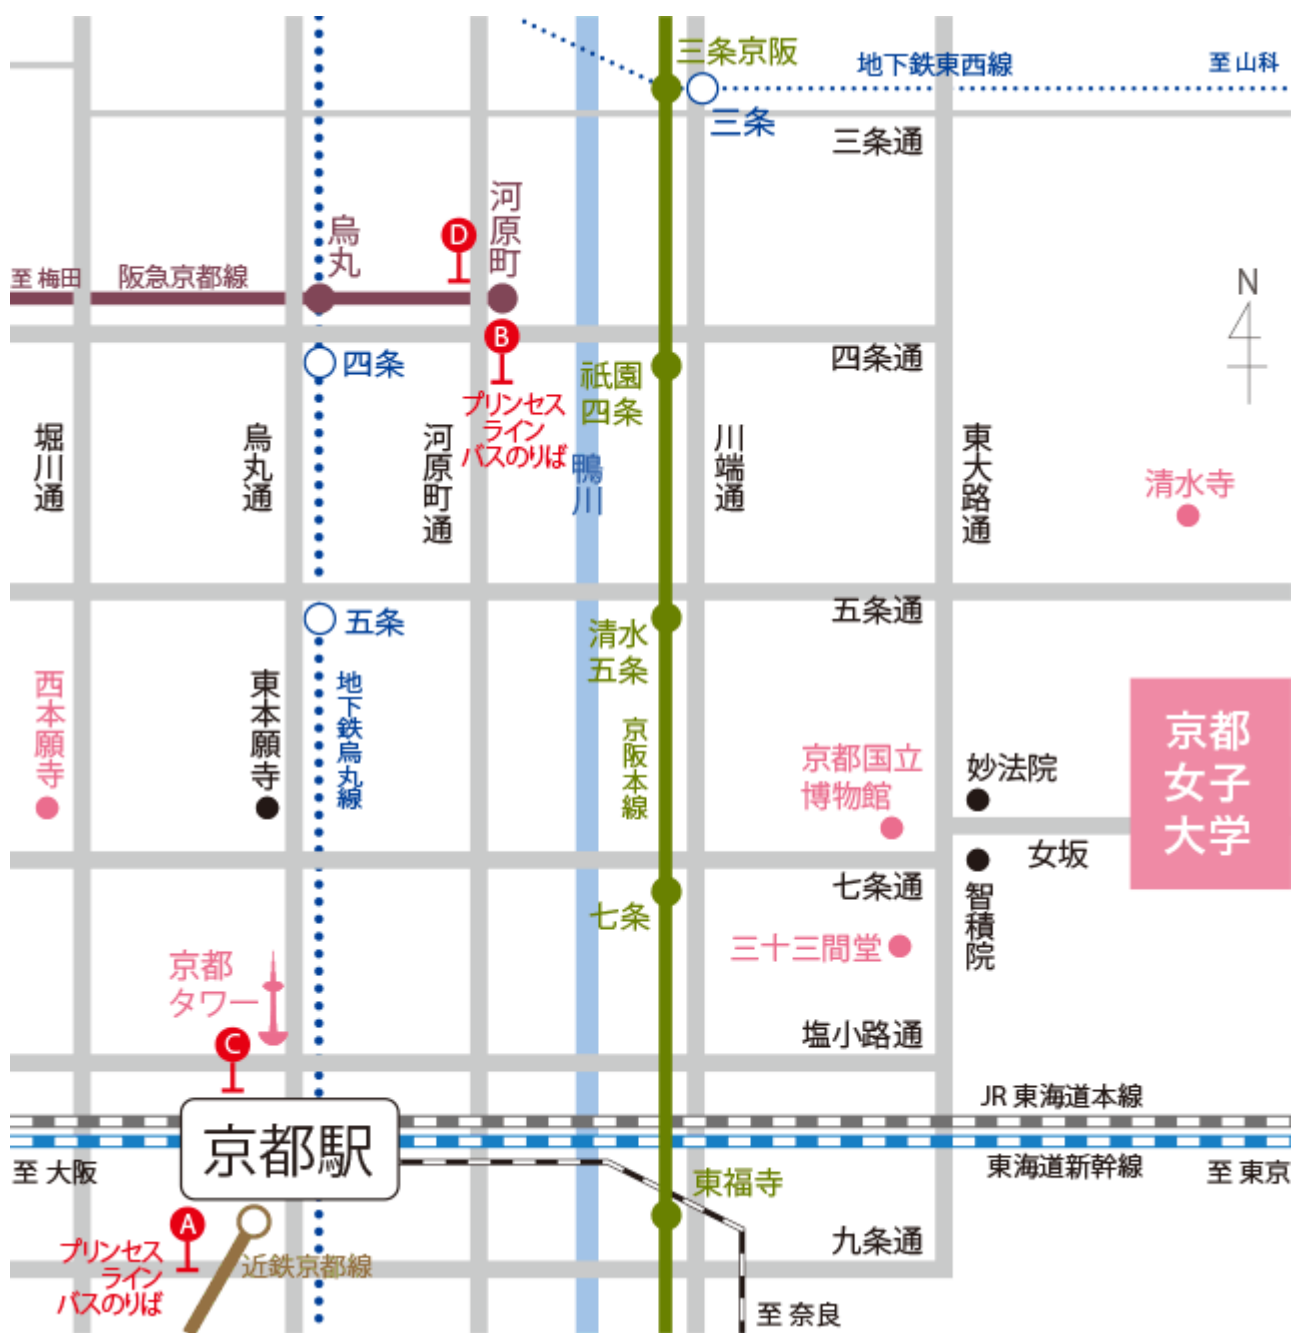 三条京阪
地下鉄東西線
至 山科
三条
三条通
河原町
烏丸
D
至 梅田
阪急京都線
N
B
四条
祇園
四条
四条通
プリンセス
ライン
バスのりば
堀川通
烏丸通
河原町通
鴨川
川端通
東大路通
清水寺
五条
清水
五条
五条通
西本願寺
東本願寺
地下鉄烏丸線
京阪本線
京都国立
博物館
妙法院
京都
女子
大学
女坂
七条
七条通
智積院
三十三間堂
京都
タワー
C
塩小路通
JR 東海道本線
京都駅
至 大阪
東海道新幹線
至 東京
東福寺
A
プリンセス
ライン
バスのりば
近鉄京都線
九条通
至 奈良